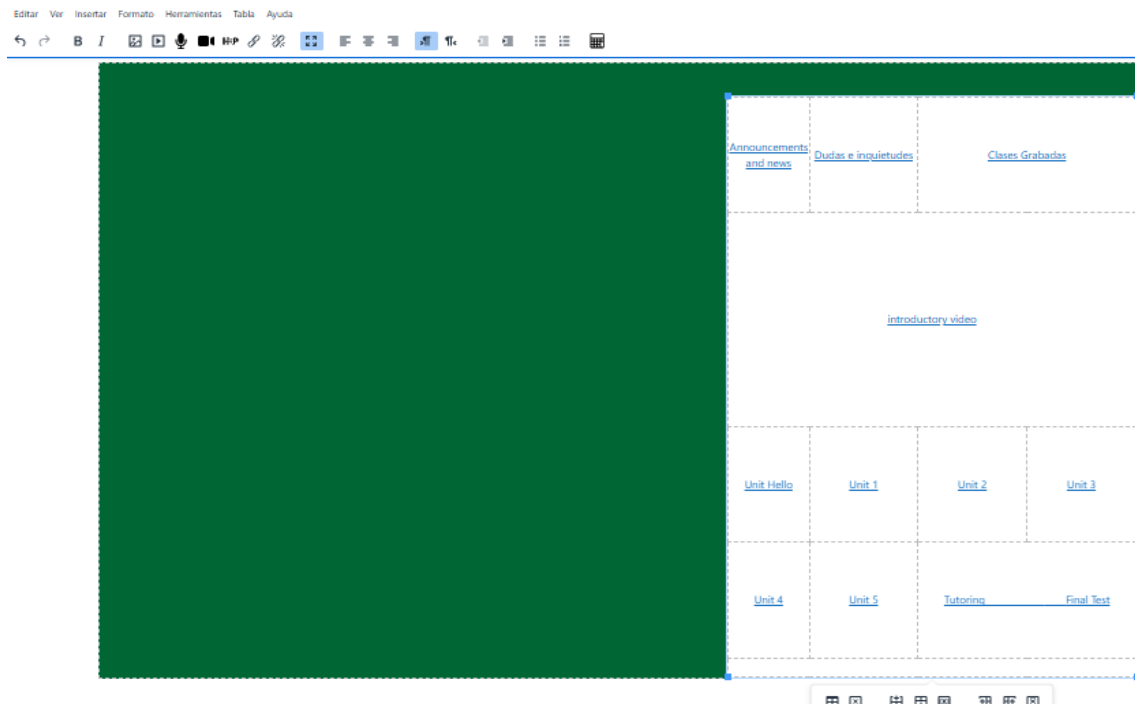 Editar Ver Insertar Formato Herramientas Tabla Ayuda
B I H-P
Announcements
and news
Dudas e inquietudes
Clases Grabadas
introductory video
Unit Hello
Unit 1
Unit 2
Unit 3
Unit 4
Unit 5
Tutoring Final Test